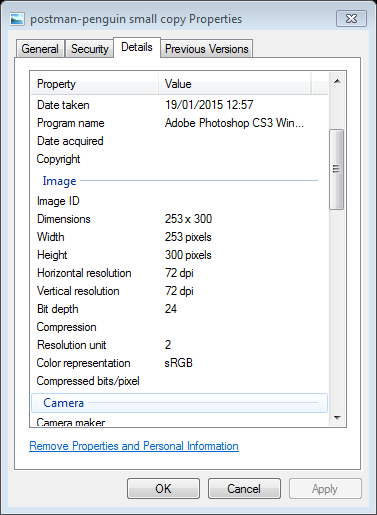 postman-penguin small copy Properties
General Security Details Previous Versions
Property Value
Date taken 19/01/2015 12:57
Program name Adobe Photoshop CS3 Win...
Date acquired
Copyright
Image
Image ID
Dimensions 253 x 300
Width 253 pixels
Height 300 pixels
Horizontal resolution 72 dpi
Vertical resolution 72 dpi
Bit depth 24
Compression
Resolution unit 2
Color representation sRGB
Compressed bits/pixel
Camera
Camera maker
Remove Properties and Personal Information
OK Cancel Apply